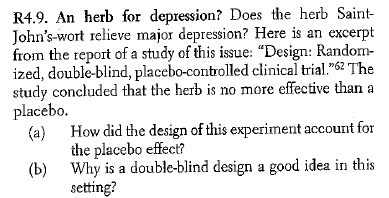 R4.9. An herb for depression? Does the herb Saint-
John's-wort relieve major depression? Here is an excerpt
from the report of a study of this issue: “Design: Random-
ized, double-blind, placebo-controlled clinical trial.”62 The
study concluded that the herb is no more effective than a
placebo.
(a) How did the design of this experiment account for
the placebo effect?
(b) Why is a double-blind design a good idea in this
setting?